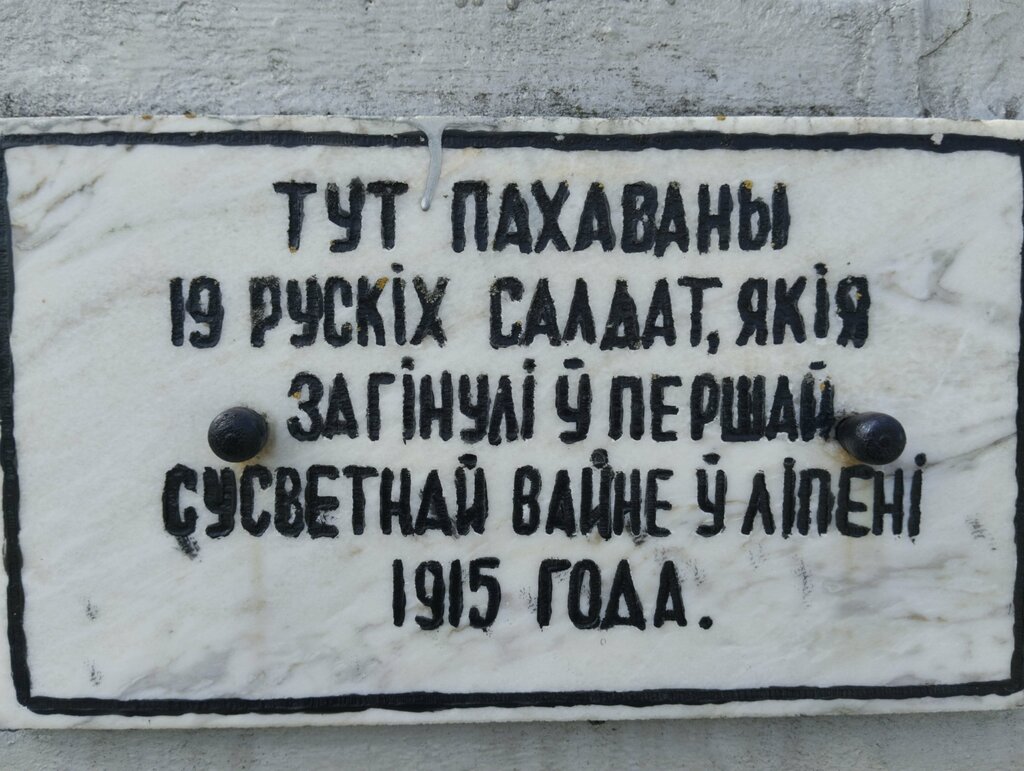 ТУТ ПАХАВАНЫ
19 РУСКІХ САЛДАТ, ЯКІЯ
ЗАГІНУЛІ Ў ПЕРШАЙ
СУСВЕТНАЙ ВАЙНЕ Ў ЛІПЕНІ
1915 ГОДА.